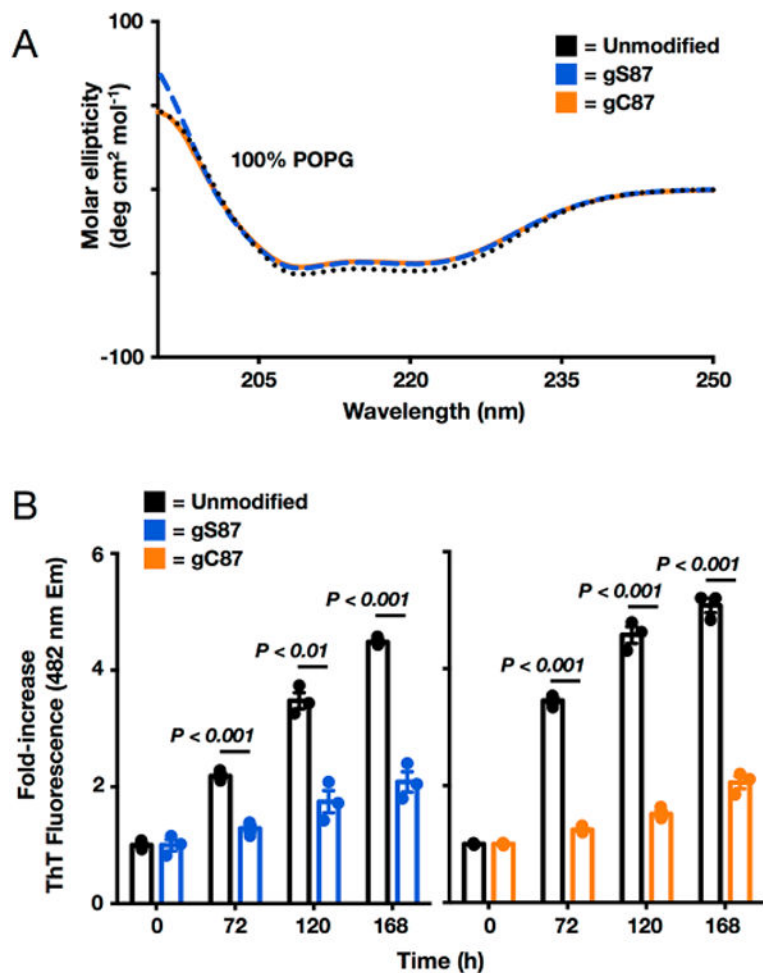 A
100
-100
Molar ellipticity
(deg cm² mol⁻¹)
100% POPG
= Unmodified
= gS87
= gC87
205
220
235
250
Wavelength (nm)
B
= Unmodified
= gS87
= gC87
Fold-increase
ThT Fluorescence (482 nm Em)
6
4
2
0
P < 0.001
P < 0.01
P < 0.001
P < 0.001
P < 0.001
P < 0.001
0
72
120
168
0
72
120
168
Time (h)